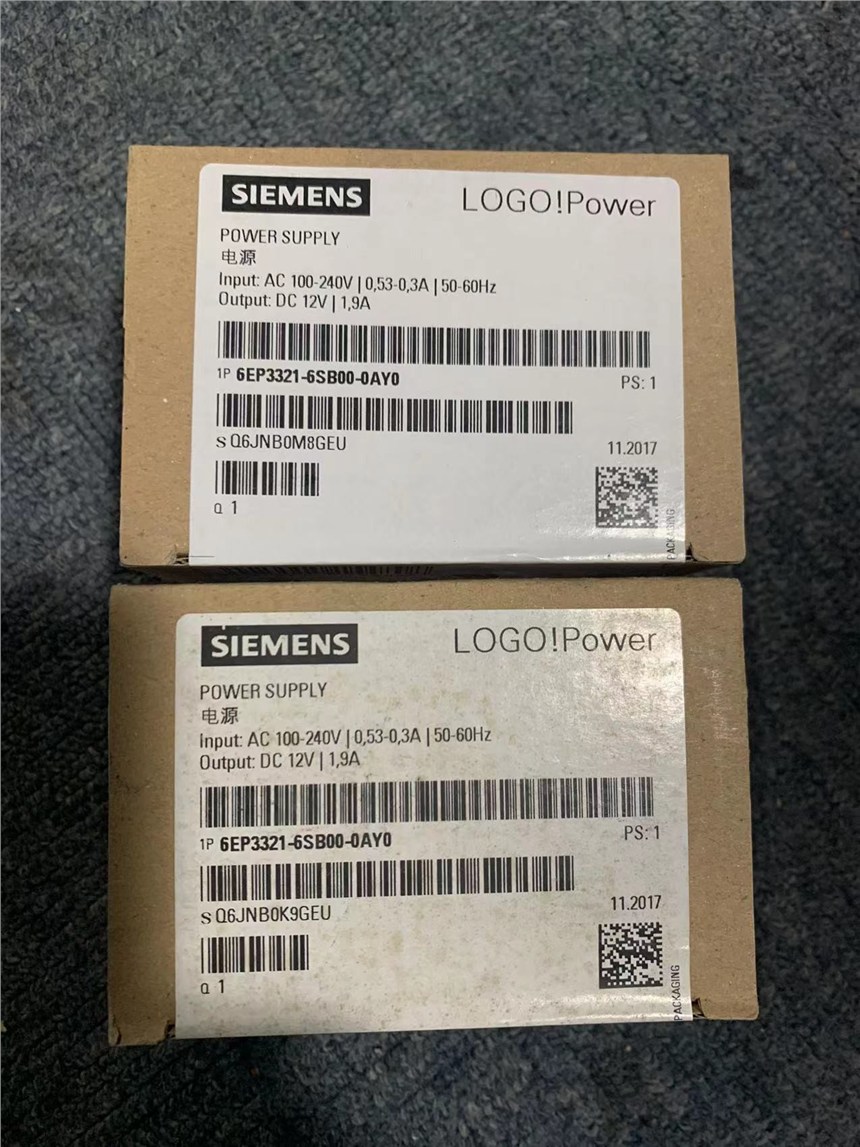 SIEMENS
LOGO!Power
POWER SUPPLY
电源
Input: AC 100-240V | 0,53-0,3A | 50-60Hz
Output: DC 12V | 1,9A
1P 6EP3321-6SB00-0AY0
PS: 1
S Q6JNB0M8GEU
11.2017
Q 1
PACKAGING
SIEMENS
LOGO!Power
POWER SUPPLY
电源
Input: AC 100-240V | 0,53-0,3A | 50-60Hz
Output: DC 12V | 1,9A
1P 6EP3321-6SB00-0AY0
PS: 1
S Q6JNB0K9GEU
11.2017
Q 1
PACKAGING